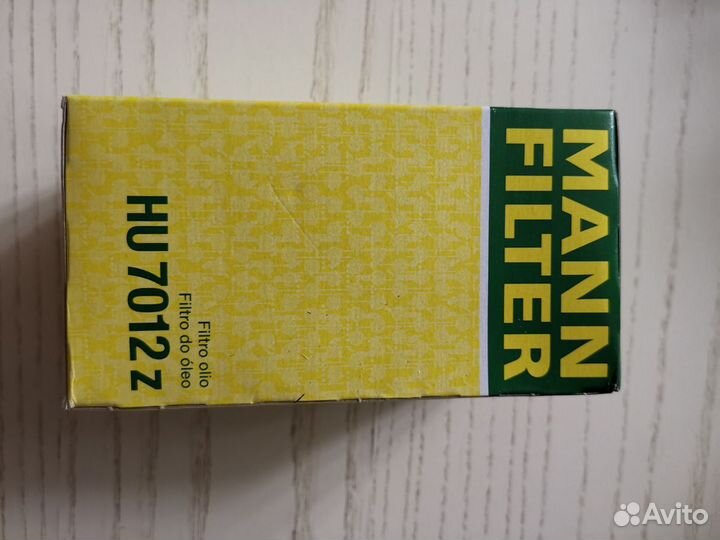 MANN
FILTER
Filtro olio
Filtro do óleo
HU 7012 z
Avito